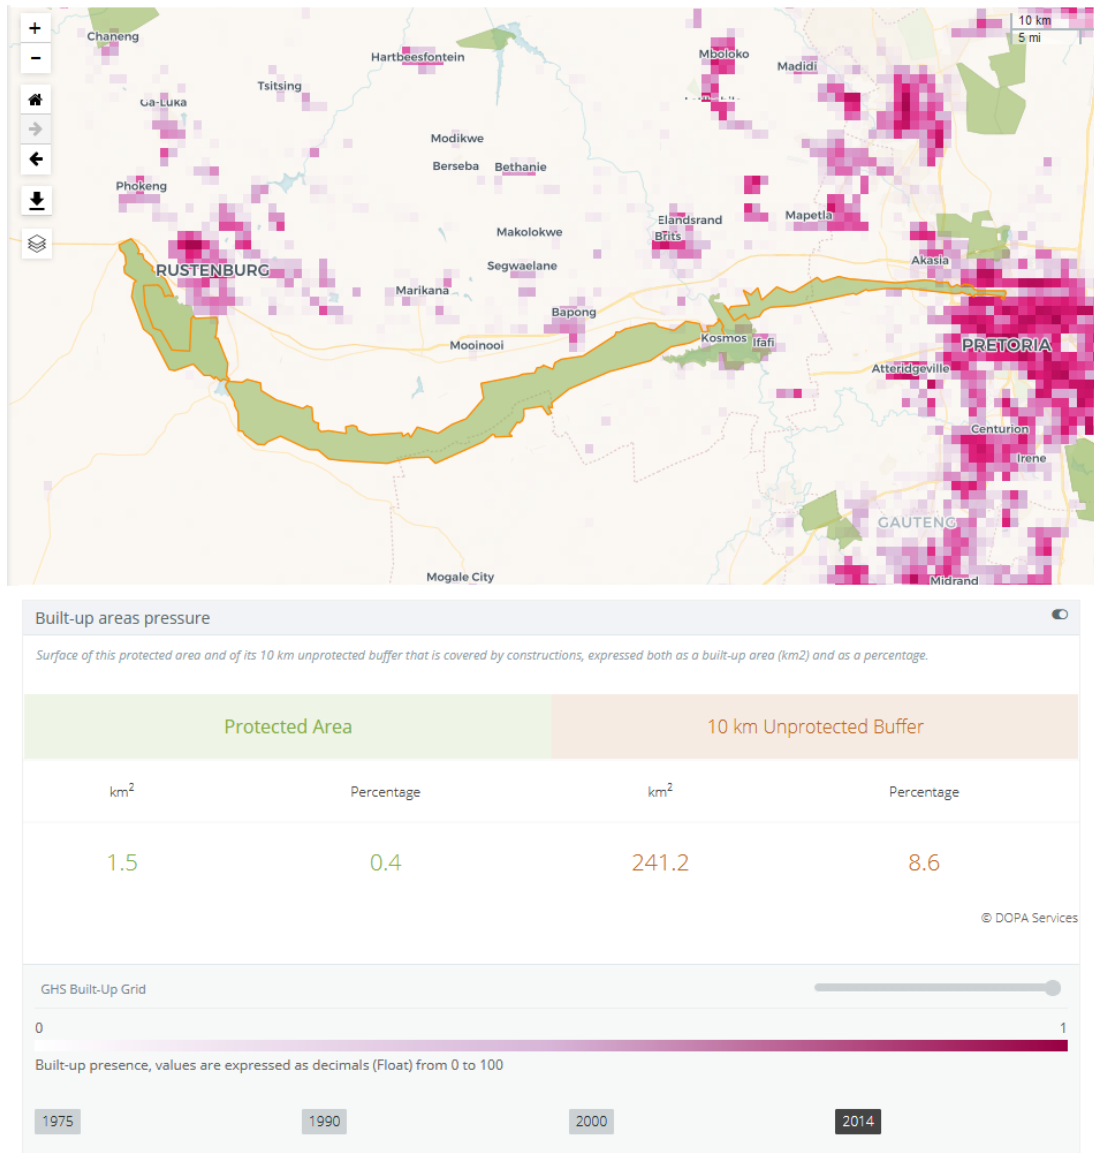 +
10 km
−
5 mi
Chaneng
Hartbeesfontein
Mboloko
Madidi
Tsitsing
Ga-Luka
Modikwe
Berseba
Bethanie
Phokeng
Elandsrand
Mapetla
Brits
Makolokwe
Akasia
RUSTENBURG
Segwaelane
Marikana
Bapong
Kosmos
Ifafi
Mooinooi
PRETORIA
Atteridgeville
Centurion
Irene
GAUTENG
Mogale City
Midrand
Built-up areas pressure
Surface of this protected area and of its 10 km unprotected buffer that is covered by constructions, expressed both as a built-up area (km2) and as a percentage.
Protected Area
10 km Unprotected Buffer
km²
Percentage
km²
Percentage
1.5
0.4
241.2
8.6
© DOPA Services
GHS Built-Up Grid
0
1
Built-up presence, values are expressed as decimals (Float) from 0 to 100
1975
1990
2000
2014